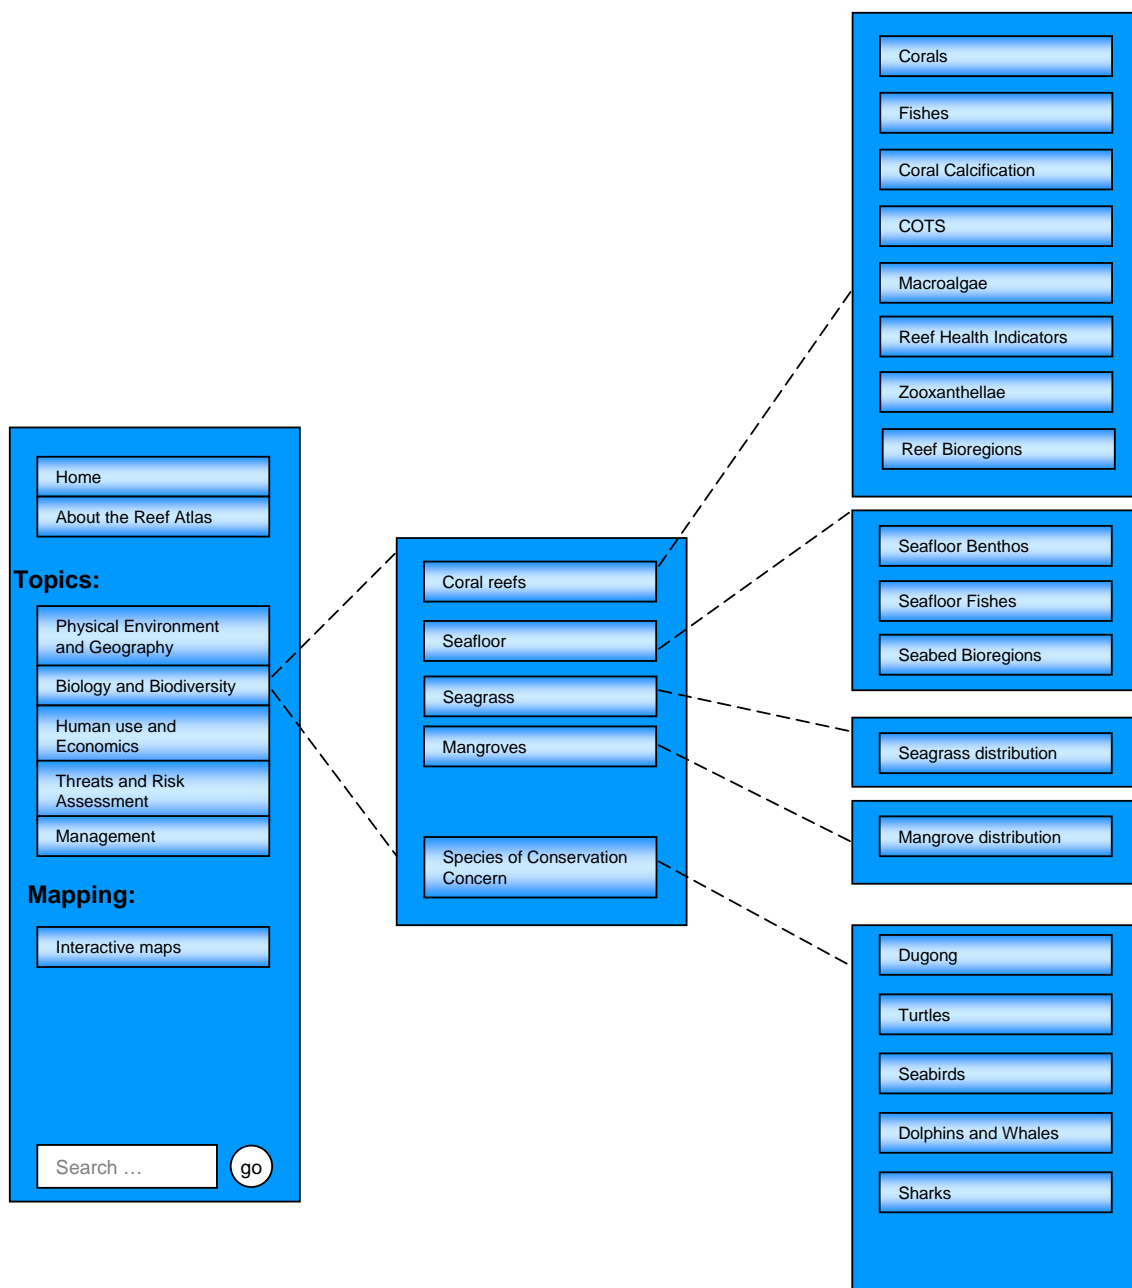 Home
About the Reef Atlas
Topics:
Physical Environment
and Geography
Biology and Biodiversity
Human use and
Economics
Threats and Risk
Assessment
Management
Mapping:
Interactive maps
Search …
go
Coral reefs
Seafloor
Seagrass
Mangroves
Species of Conservation
Concern
Corals
Fishes
Coral Calcification
COTS
Macroalgae
Reef Health Indicators
Zooxanthellae
Reef Bioregions
Seafloor Benthos
Seafloor Fishes
Seabed Bioregions
Seagrass distribution
Mangrove distribution
Dugong
Turtles
Seabirds
Dolphins and Whales
Sharks